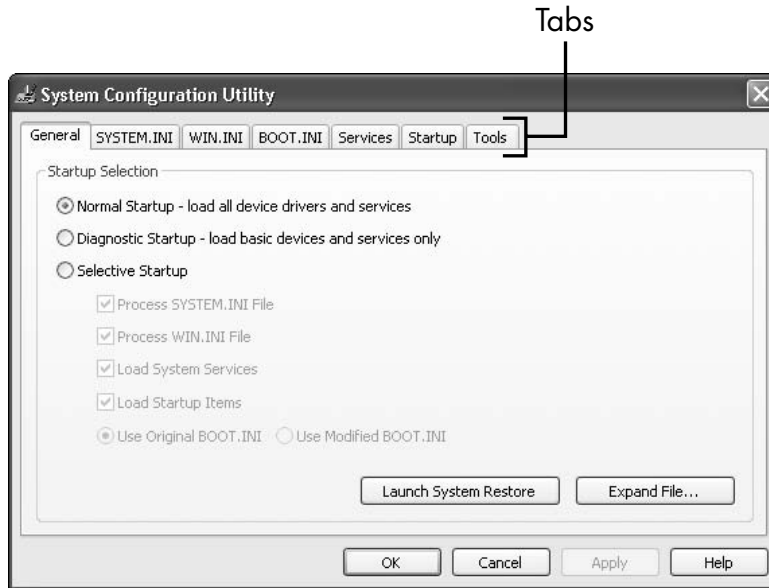 Tabs
System Configuration Utility
General SYSTEM.INI WIN.INI BOOT.INI Services Startup Tools
Startup Selection
Normal Startup - load all device drivers and services
Diagnostic Startup - load basic devices and services only
Selective Startup
Process SYSTEM.INI File
Process WIN.INI File
Load System Services
Load Startup Items
Use Original BOOT.INI Use Modified BOOT.INI
Launch System Restore Expand File...
OK Cancel Apply Help